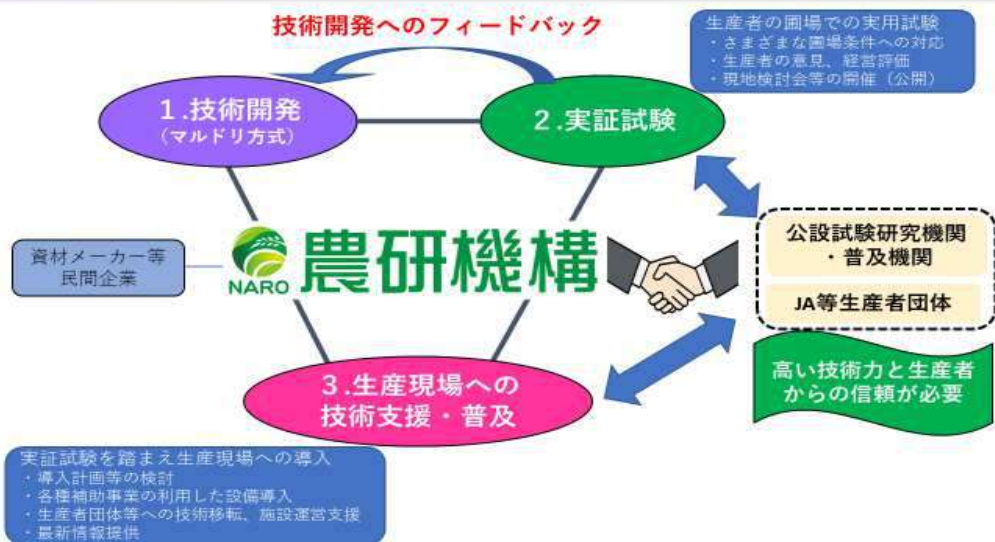 技術開発へのフィードバック
生産者の圃場での実用試験
・さまざまな圃場条件への対応
・生産者の意見、経営評価
・現地検討会等の開催（公開）
1.技術開発
（マルドリ方式）
2.実証試験
資材メーカー等
民間企業
NARO
農研機構
公設試験研究機関
・普及機関
JA等生産者団体
高い技術力と生産者
からの信頼が必要
3.生産現場への
技術支援・普及
実証試験を踏まえ生産現場への導入
・導入計画等の検討
・各種補助事業の利用した設備導入
・生産者団体等への技術移転、施設運営支援
・最新情報提供